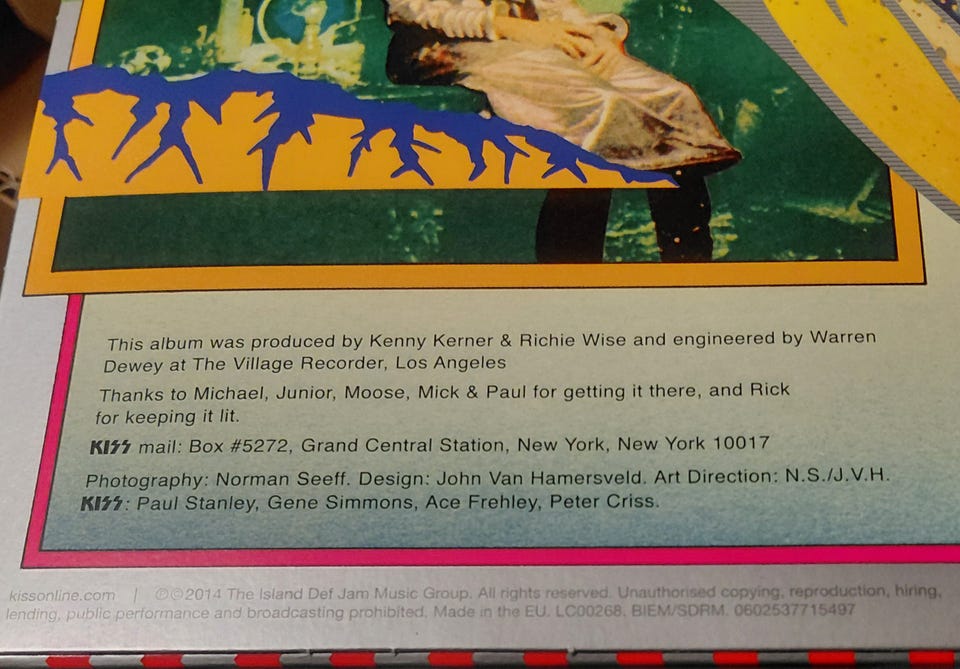 This album was produced by Kenny Kerner & Richie Wise and engineered by Warren
Dewey at The Village Recorder, Los Angeles
Thanks to Michael, Junior, Moose, Mick & Paul for getting it there, and Rick
for keeping it lit.
KISS mail: Box #5272, Grand Central Station, New York, New York 10017
Photography: Norman Seeff. Design: John Van Hamersveld. Art Direction: N.S./J.V.H.
KISS: Paul Stanley, Gene Simmons, Ace Frehley, Peter Criss.
kissonline.com | ℗©2014 The Island Def Jam Music Group. All rights reserved. Unauthorised copying, reproduction, hiring,
lending, public performance and broadcasting prohibited. Made in the EU. LC00268. BIEM/SDRM. 0602537715497